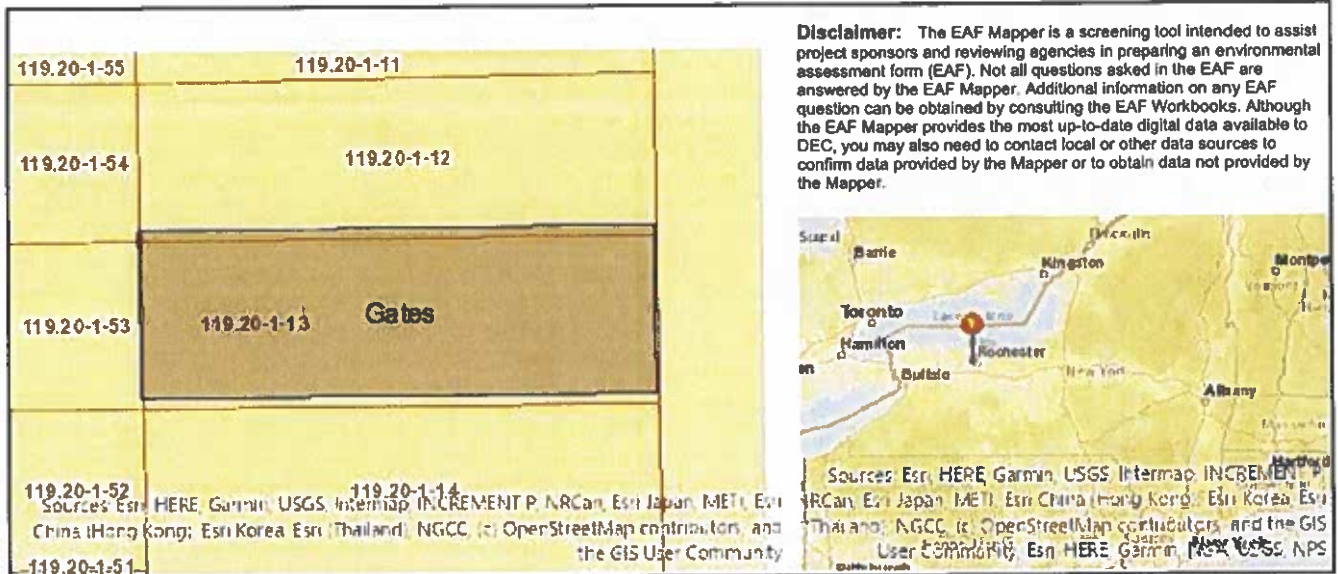 119.20-1-55
119.20-1-11
119.20-1-54
119.20-1-12
119.20-1-53
119.20-1-13
Gates
119.20-1-52
119.20-1-14
Sources: Esri, HERE, Garmin, USGS, Intermap, INCREMENT P, NRCan, Esri Japan, METI, Esri
China (Hong Kong), Esri Korea, Esri (Thailand), NGCC, (c) OpenStreetMap contributors, and
the GIS User Community
119.20-1-51
Disclaimer: The EAF Mapper is a screening tool intended to assist
project sponsors and reviewing agencies in preparing an environmental
assessment form (EAF). Not all questions asked in the EAF are
answered by the EAF Mapper. Additional information on any EAF
question can be obtained by consulting the EAF Workbooks. Although
the EAF Mapper provides the most up-to-date digital data available to
DEC, you may also need to contact local or other data sources to
confirm data provided by the Mapper or to obtain data not provided by
the Mapper.
Barrie
Kingston
Montpe
Toronto
Hamilton
Rochester
Buffalo
New York
Albany
Hartford
Sources: Esri, HERE, Garmin, USGS, Intermap, INCREMENT P,
NRCan, Esri Japan, METI, Esri China (Hong Kong), Esri Korea, Esri
(Thailand), NGCC, (c) OpenStreetMap contributors, and the GIS
User Community, Esri, HERE, Garmin, NGA, USGS, NPS
New York